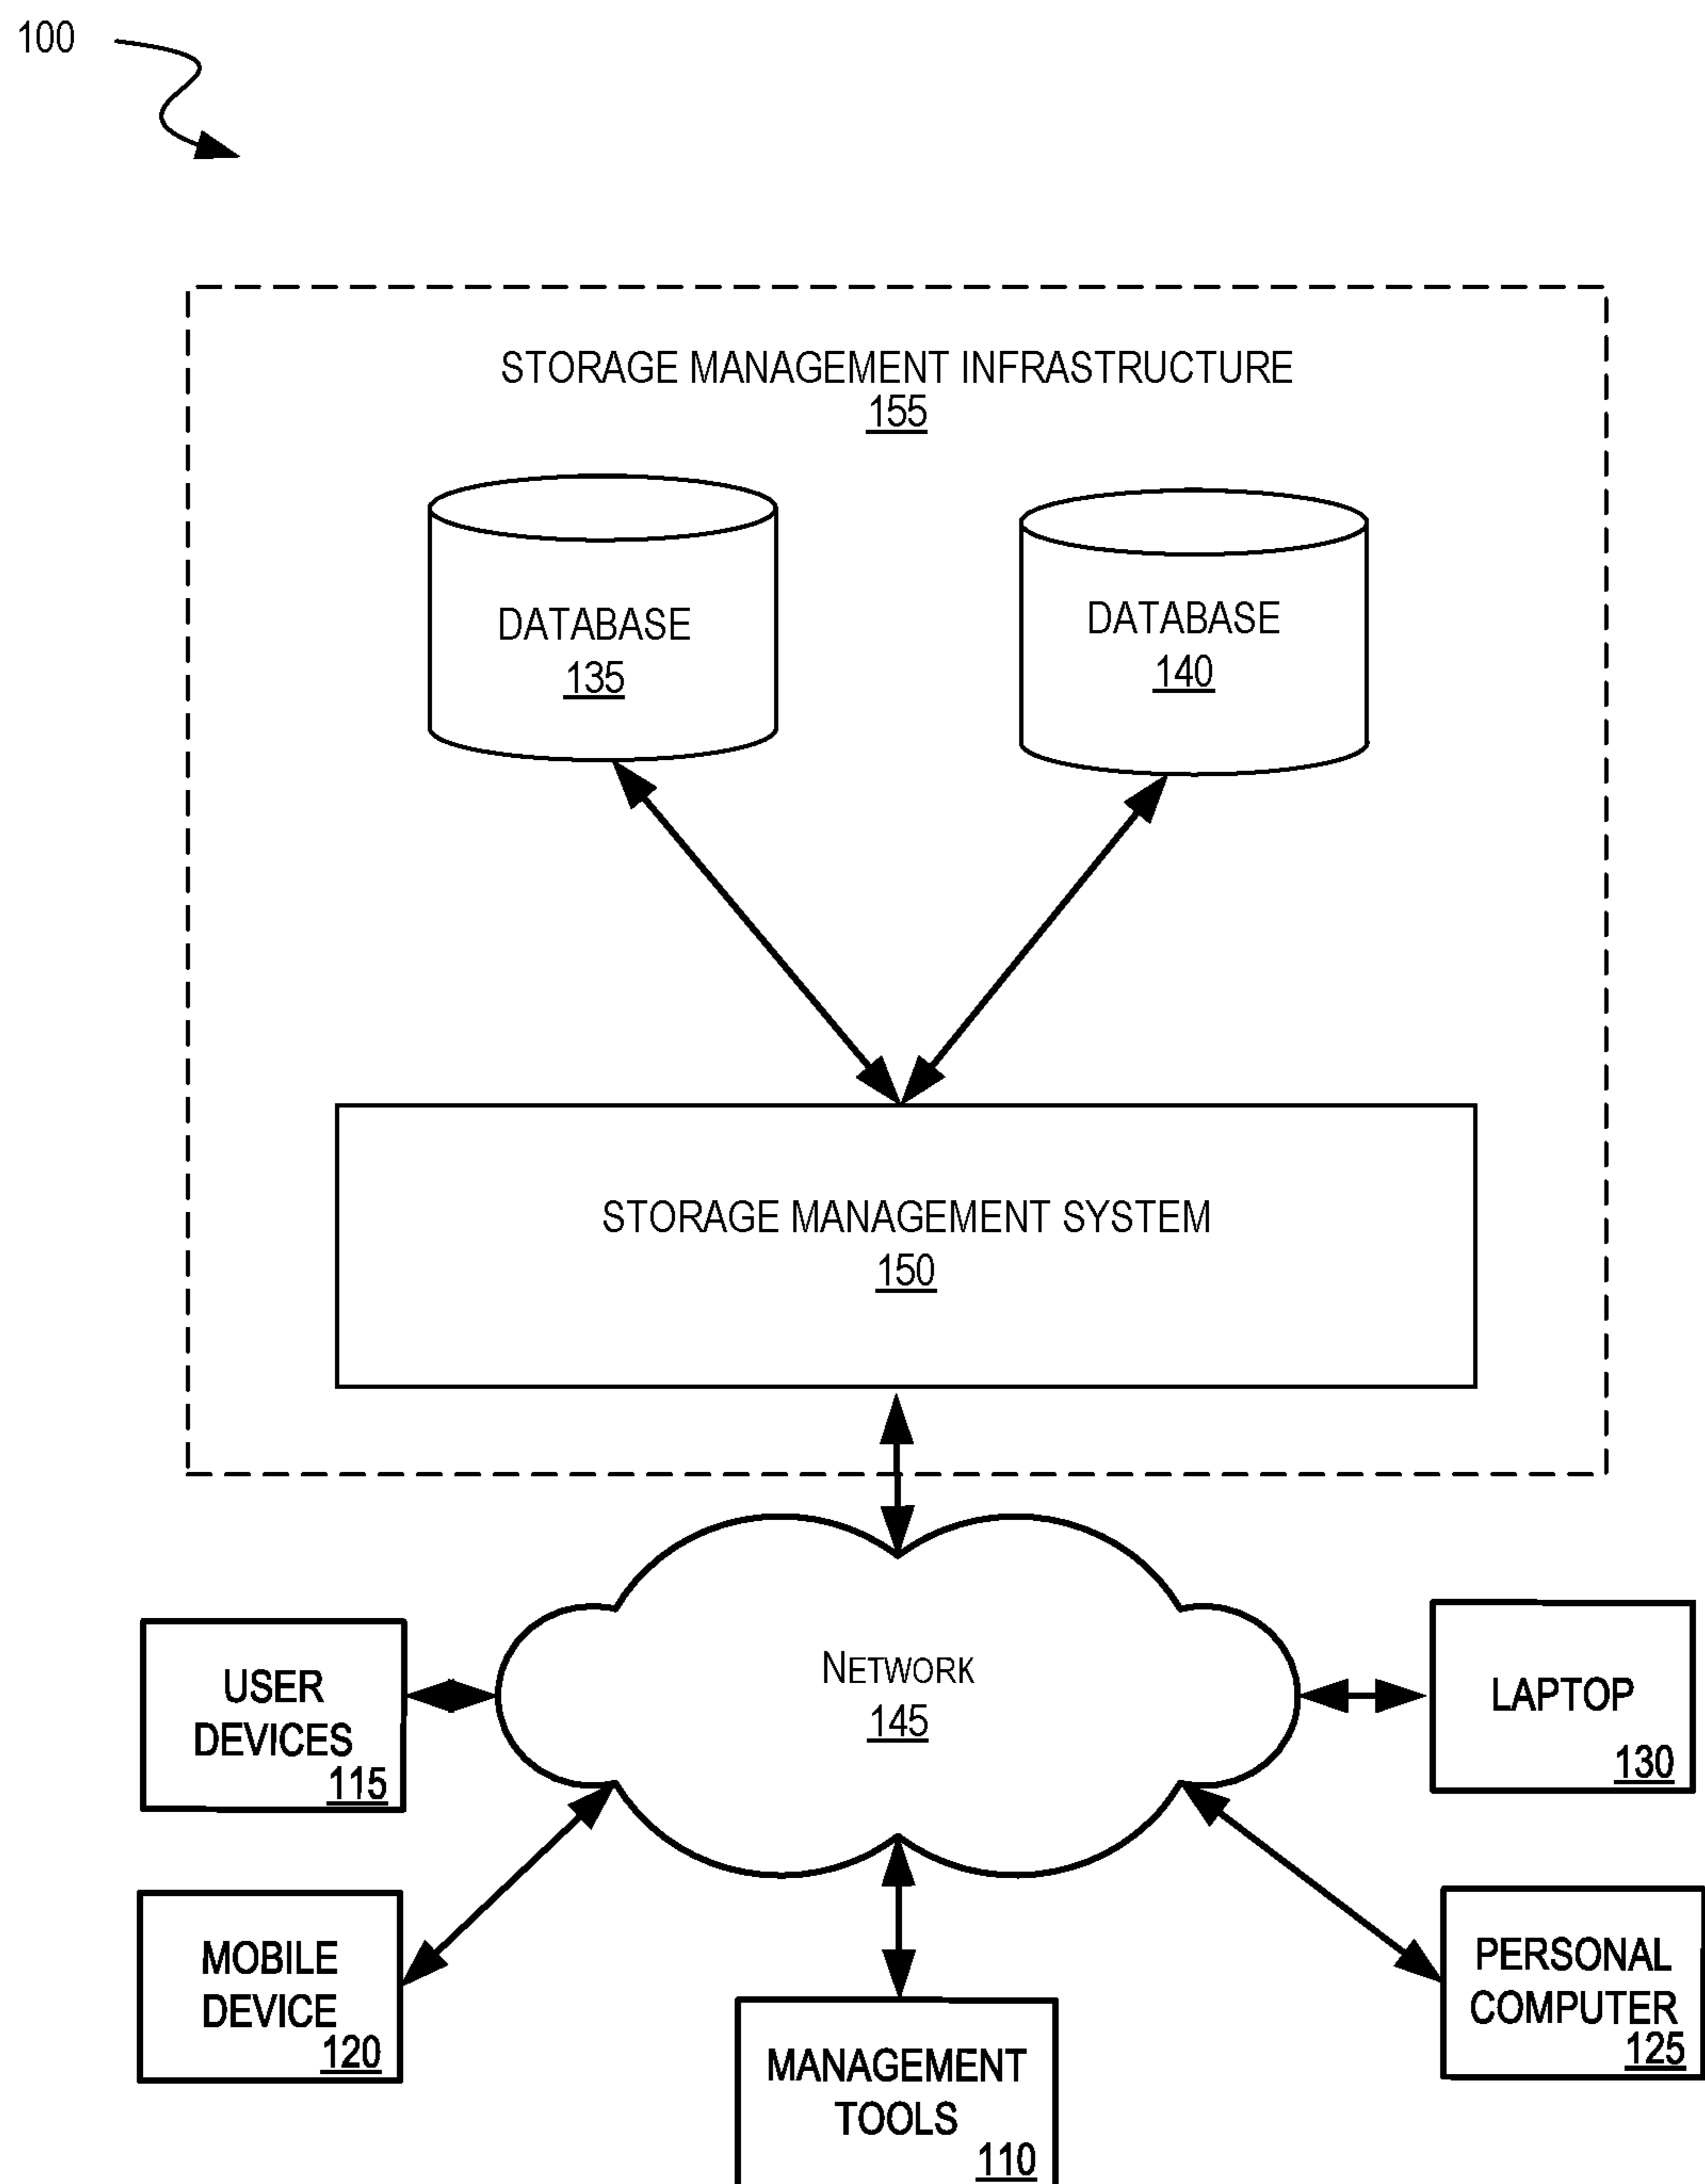 100
STORAGE MANAGEMENT INFRASTRUCTURE
155
DATABASE
135
DATABASE
140
STORAGE MANAGEMENT SYSTEM
150
NETWORK
145
USER
DEVICES
115
LAPTOP
130
MOBILE
DEVICE
120
PERSONAL
COMPUTER
125
MANAGEMENT
TOOLS
110